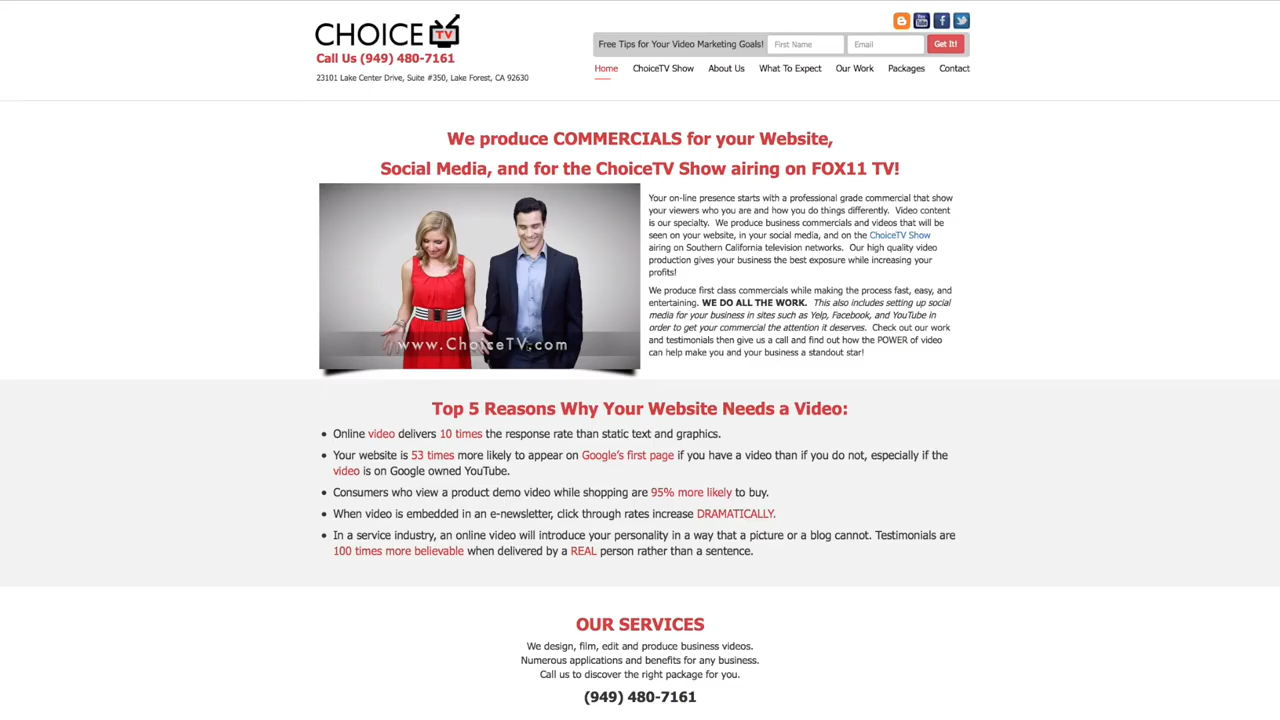 CHOICE TV
Call Us (949) 480-7161
23101 Lake Center Drive, Suite #350, Lake Forest, CA 92630
Free Tips for Your Video Marketing Goals! First Name Email Get It!
Home ChoiceTV Show About Us What To Expect Our Work Packages Contact
We produce COMMERCIALS for your Website,
Social Media, and for the ChoiceTV Show airing on FOX11 TV!
www.ChoiceTV.com
Your on-line presence starts with a professional grade commercial that show
your viewers who you are and how you do things differently. Video content
is our specialty. We produce business commercials and videos that will be
seen on your website, in your social media, and on the ChoiceTV Show
airing on Southern California television networks. Our high quality video
production gives your business the best exposure while increasing your
profits!
We produce first class commercials while making the process fast, easy, and
entertaining. WE DO ALL THE WORK. This also includes setting up social
media for your business in sites such as Yelp, Facebook, and YouTube in
order to get your commercial the attention it deserves. Check out our work
and testimonials then give us a call and find out how the POWER of video
can help make you and your business a standout star!
Top 5 Reasons Why Your Website Needs a Video:
• Online video delivers 10 times the response rate than static text and graphics.
• Your website is 53 times more likely to appear on Google's first page if you have a video than if you do not, especially if the
video is on Google owned YouTube.
• Consumers who view a product demo video while shopping are 95% more likely to buy.
• When video is embedded in an e-newsletter, click through rates increase DRAMATICALLY.
• In a service industry, an online video will introduce your personality in a way that a picture or a blog cannot. Testimonials are
100 times more believable when delivered by a REAL person rather than a sentence.
OUR SERVICES
We design, film, edit and produce business videos.
Numerous applications and benefits for any business.
Call us to discover the right package for you.
(949) 480-7161